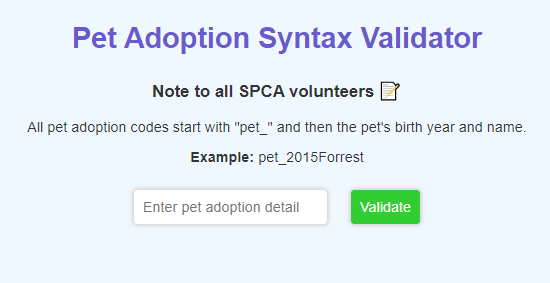 Pet Adoption Syntax Validator
Note to all SPCA volunteers 📝
All pet adoption codes start with "pet_" and then the pet's birth year and name.
Example: pet_2015Forrest
Enter pet adoption detail
Validate